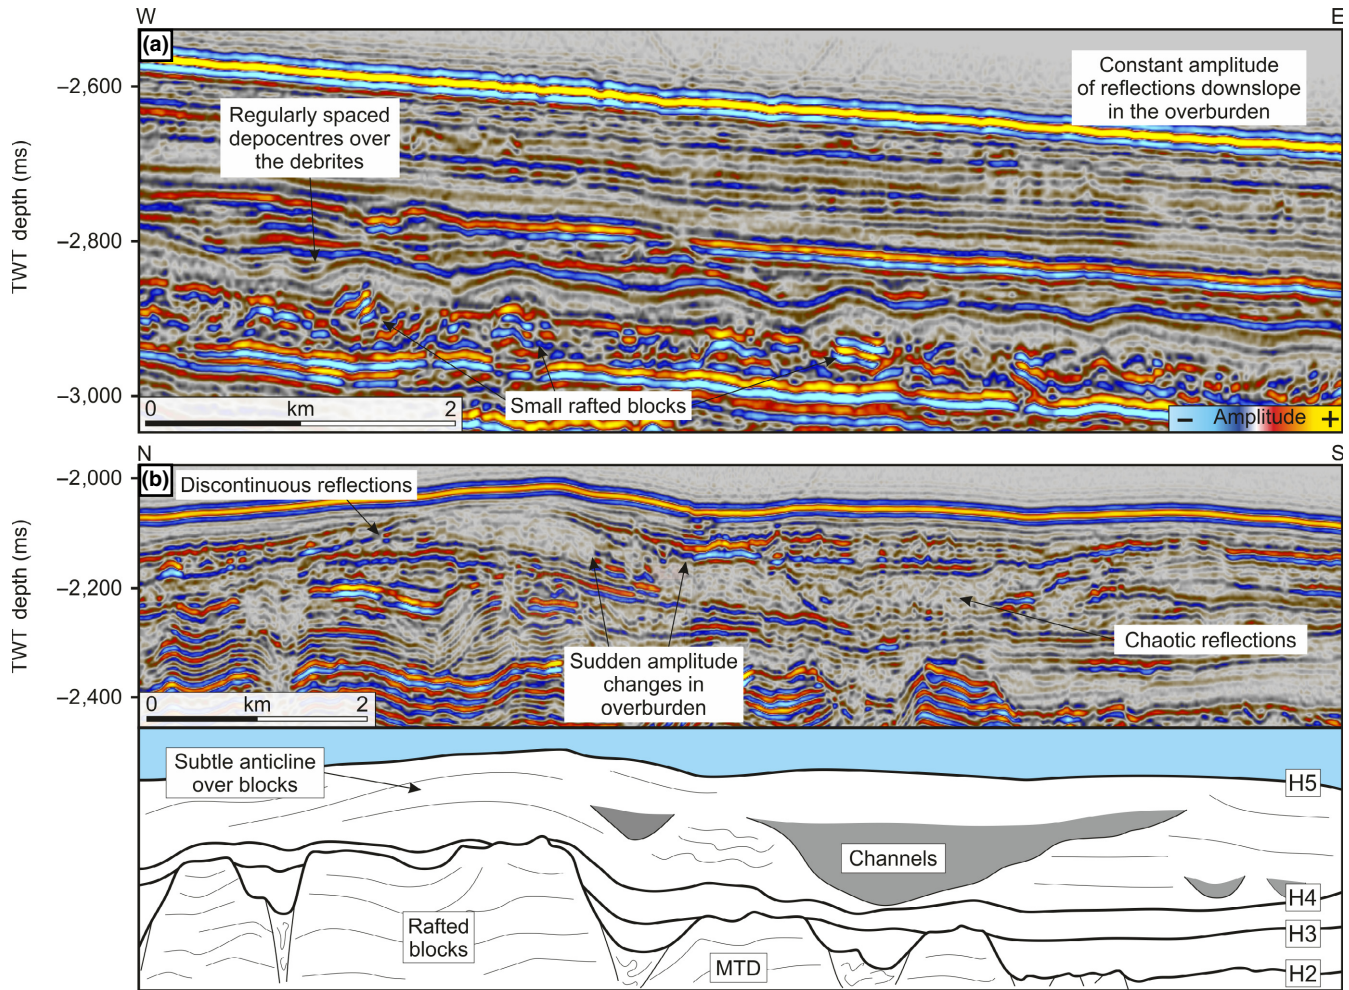 W
E
(a)
Constant amplitude
of reflections downslope
in the overburden
–2,600
Regularly spaced
depocentres over
the debrites
TWT depth (ms)
–2,800
Small rafted blocks
–3,000
0 km 2
– Amplitude +
N
S
(b)
–2,000
Discontinuous reflections
TWT depth (ms)
–2,200
Chaotic reflections
Sudden amplitude
changes in
overburden
–2,400
0 km 2
Subtle anticline
over blocks
H5
Channels
H4
Rafted
blocks
H3
MTD
H2